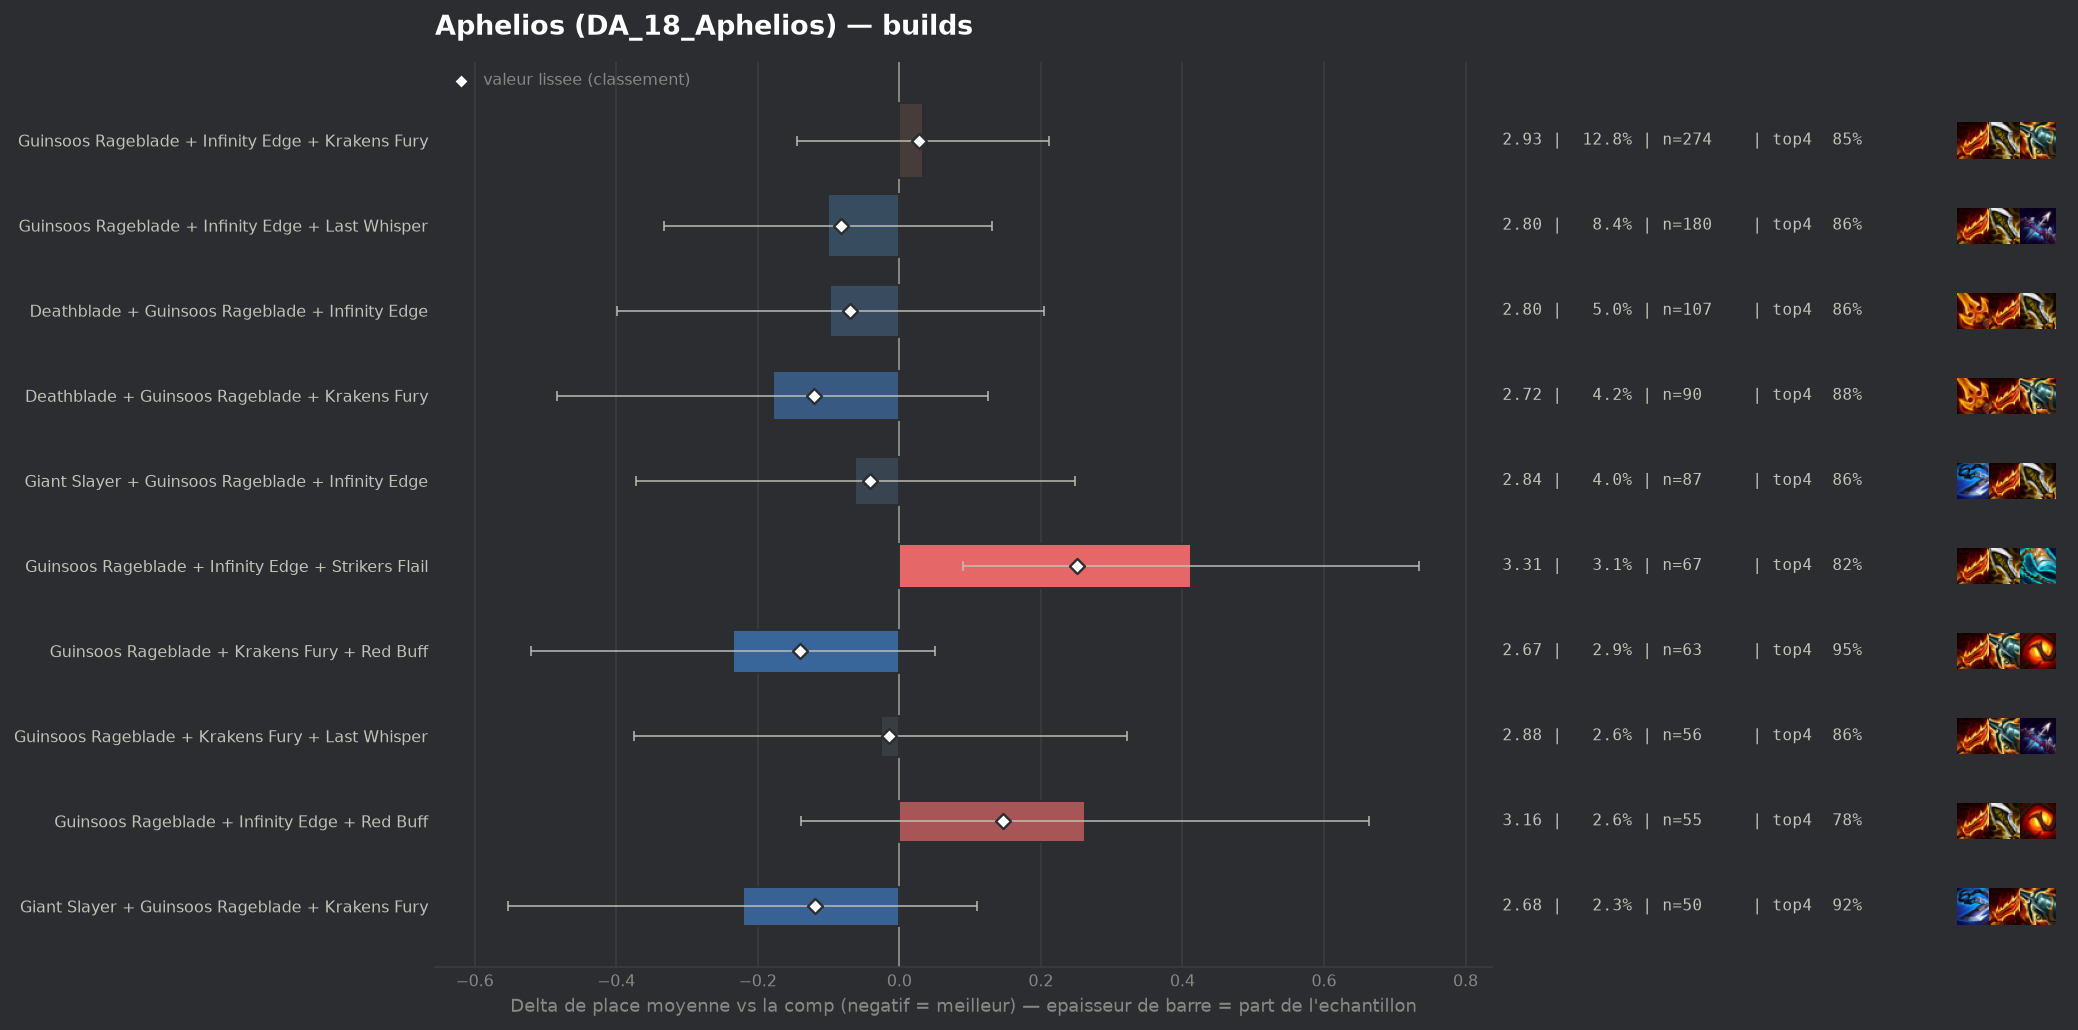 Aphelios (DA_18_Aphelios) — builds
valeur lissee (classement)
Guinsoos Rageblade + Infinity Edge + Krakens Fury 2.93 | 12.8% | n=274 | top4 85%
Guinsoos Rageblade + Infinity Edge + Last Whisper 2.80 | 8.4% | n=180 | top4 86%
Deathblade + Guinsoos Rageblade + Infinity Edge 2.80 | 5.0% | n=107 | top4 86%
Deathblade + Guinsoos Rageblade + Krakens Fury 2.72 | 4.2% | n=90 | top4 88%
Giant Slayer + Guinsoos Rageblade + Infinity Edge 2.84 | 4.0% | n=87 | top4 86%
Guinsoos Rageblade + Infinity Edge + Strikers Flail 3.31 | 3.1% | n=67 | top4 82%
Guinsoos Rageblade + Krakens Fury + Red Buff 2.67 | 2.9% | n=63 | top4 95%
Guinsoos Rageblade + Krakens Fury + Last Whisper 2.88 | 2.6% | n=56 | top4 86%
Guinsoos Rageblade + Infinity Edge + Red Buff 3.16 | 2.6% | n=55 | top4 78%
Giant Slayer + Guinsoos Rageblade + Krakens Fury 2.68 | 2.3% | n=50 | top4 92%
−0.6 −0.4 −0.2 0.0 0.2 0.4 0.6 0.8
Delta de place moyenne vs la comp (negatif = meilleur) — epaisseur de barre = part de l'echantillon